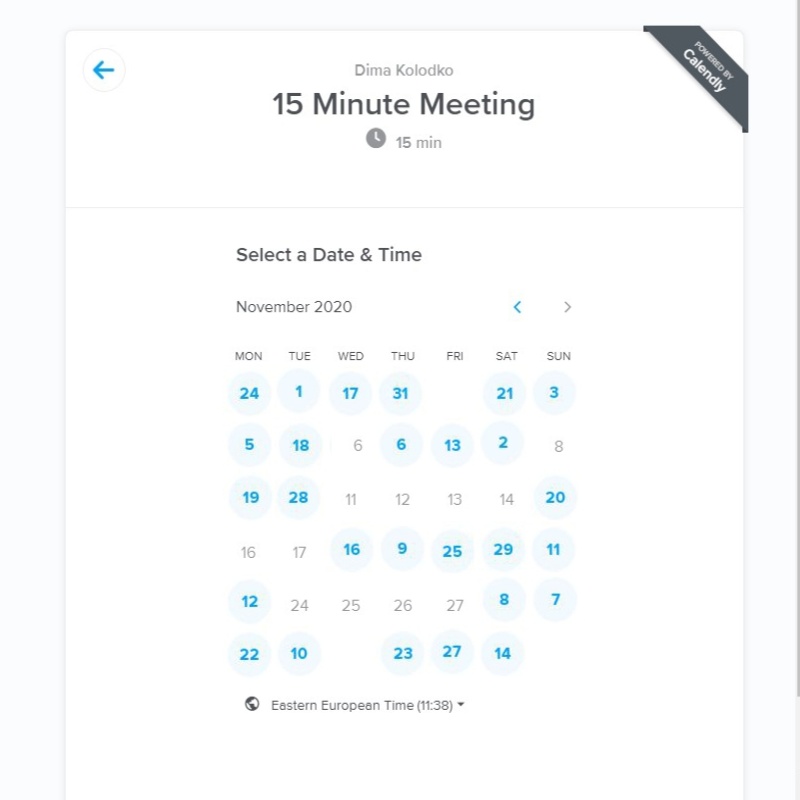 POWERED BY
Calendly
Dima Kolodko
15 Minute Meeting
15 min
Select a Date & Time
November 2020
MON TUE WED THU FRI SAT SUN
24 1 17 31 21 3
5 18 6 6 13 2 8
19 28 11 12 13 14 20
16 17 16 9 25 29 11
12 24 25 26 27 8 7
22 10 23 27 14
Eastern European Time (11:38)